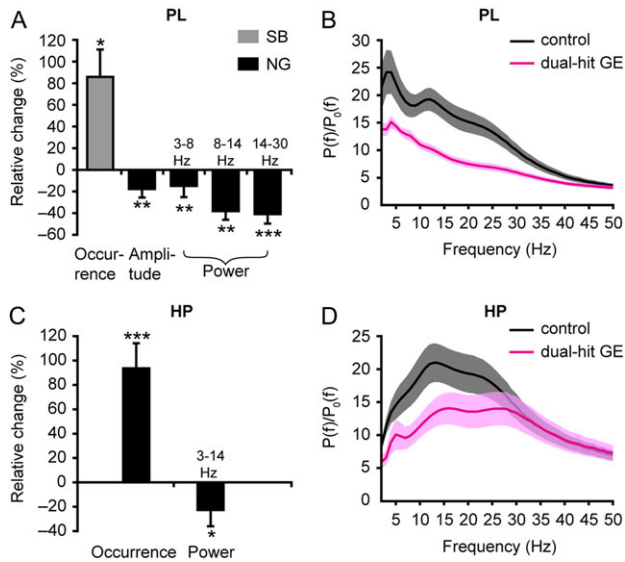 A
PL
SB
NG
Relative change (%)
120
100
80
60
40
20
0
–20
–40
–60
*
**
**
**
***
3-8 Hz
8-14 Hz
14-30 Hz
Occur-
rence
Ampli-
tude
Power
B
PL
control
dual-hit GE
P(f)/P0(f)
35
30
25
20
15
10
5
0
5 10 15 20 25 30 35 40 45 50
Frequency (Hz)
C
HP
Relative change (%)
120
100
80
60
40
20
0
–20
–40
***
*
3-14
Hz
Occurrence
Power
D
HP
control
dual-hit GE
P(f)/P0(f)
25
20
15
10
5
0
5 10 15 20 25 30 35 40 45 50
Frequency (Hz)